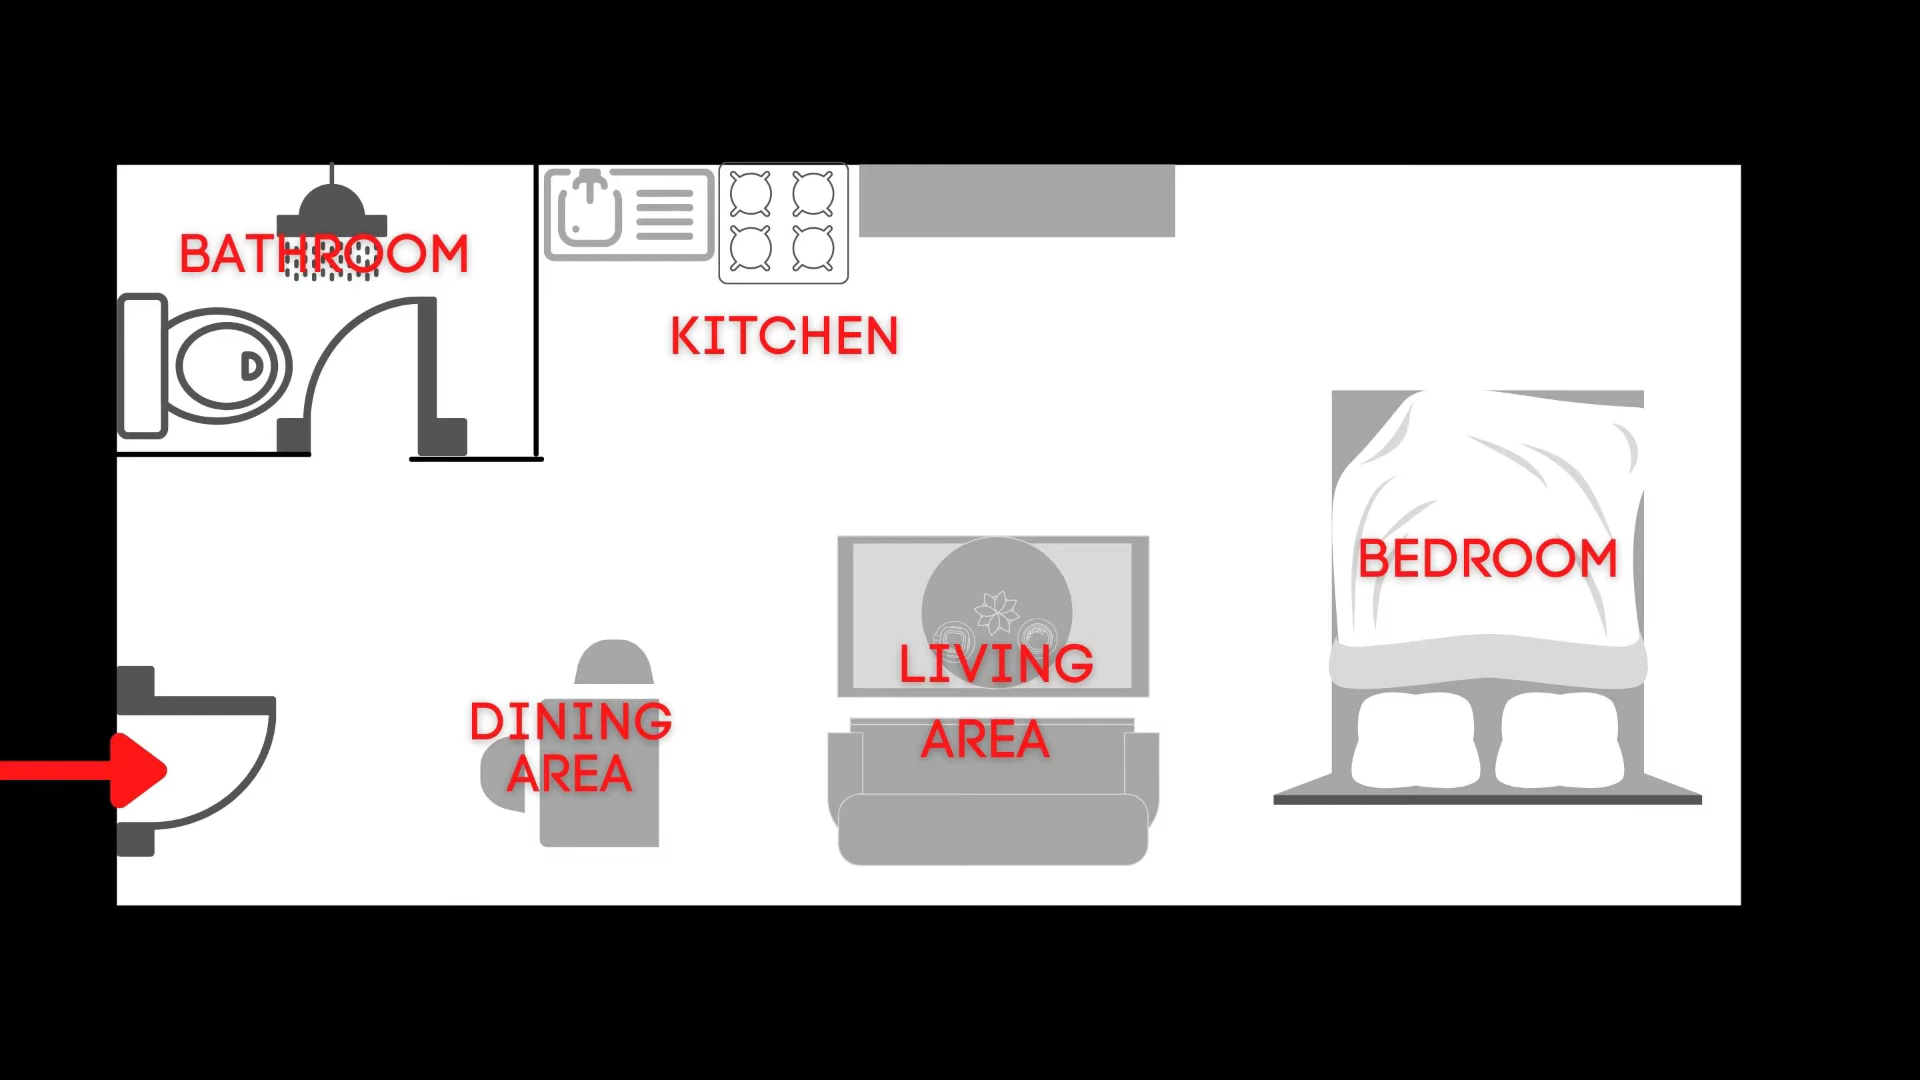 BATHROOM
KITCHEN
BEDROOM
LIVING
AREA
DINING
AREA